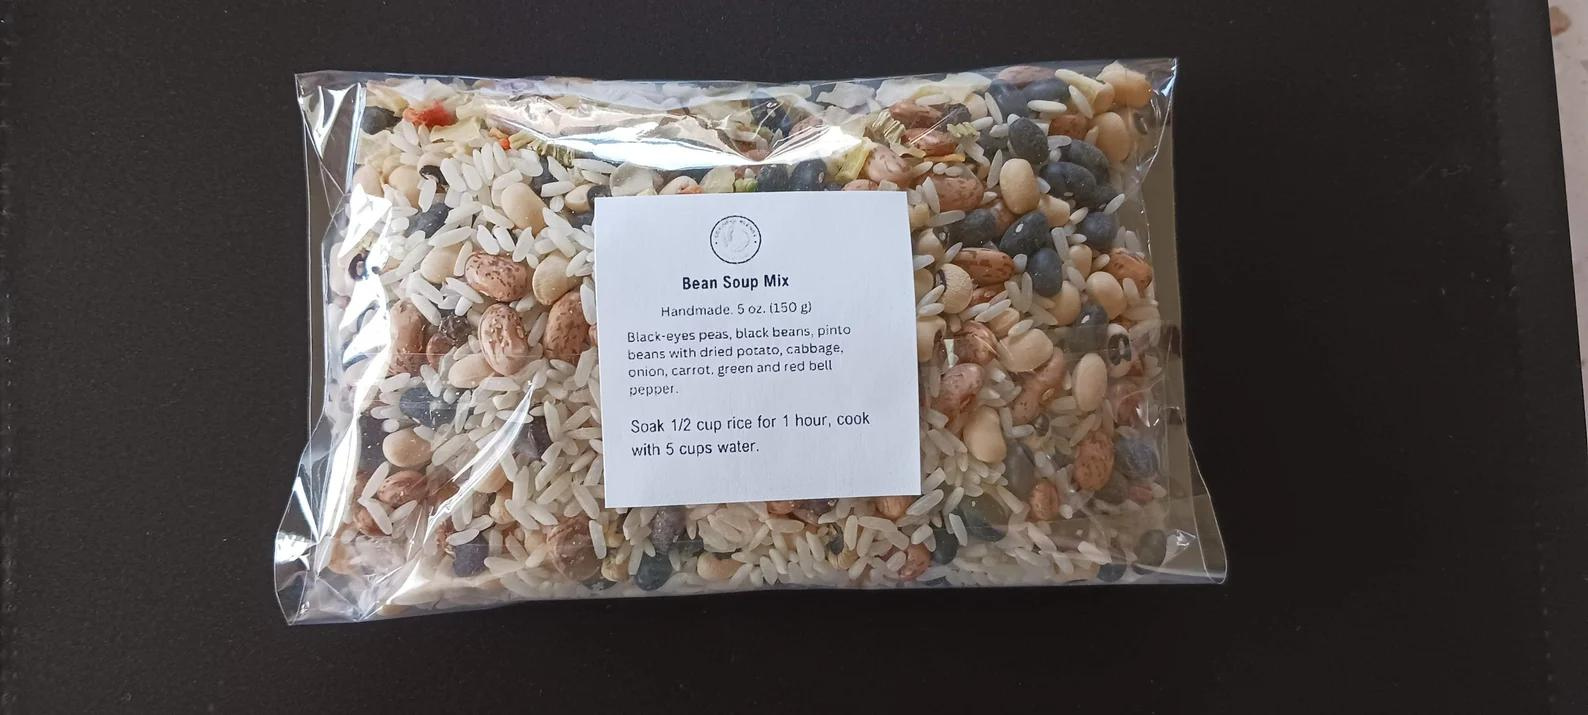 Bean Soup Mix
Handmade. 5 oz. (150 g)
Black-eyes peas, black beans, pinto
beans with dried potato, cabbage,
onion, carrot, green and red bell
pepper.
Soak 1/2 cup rice for 1 hour, cook
with 5 cups water.